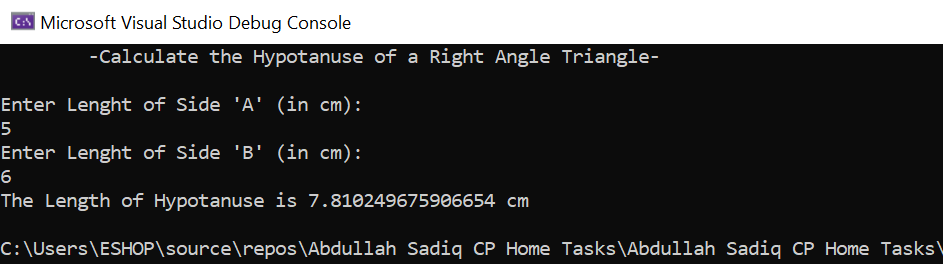 C:\ Microsoft Visual Studio Debug Console
-Calculate the Hypotanuse of a Right Angle Triangle-
Enter Lenght of Side 'A' (in cm):
5
Enter Lenght of Side 'B' (in cm):
6
The Length of Hypotanuse is 7.810249675906654 cm
C:\Users\ESHOP\source\repos\Abdullah Sadiq CP Home Tasks\Abdullah Sadiq CP Home Tasks\